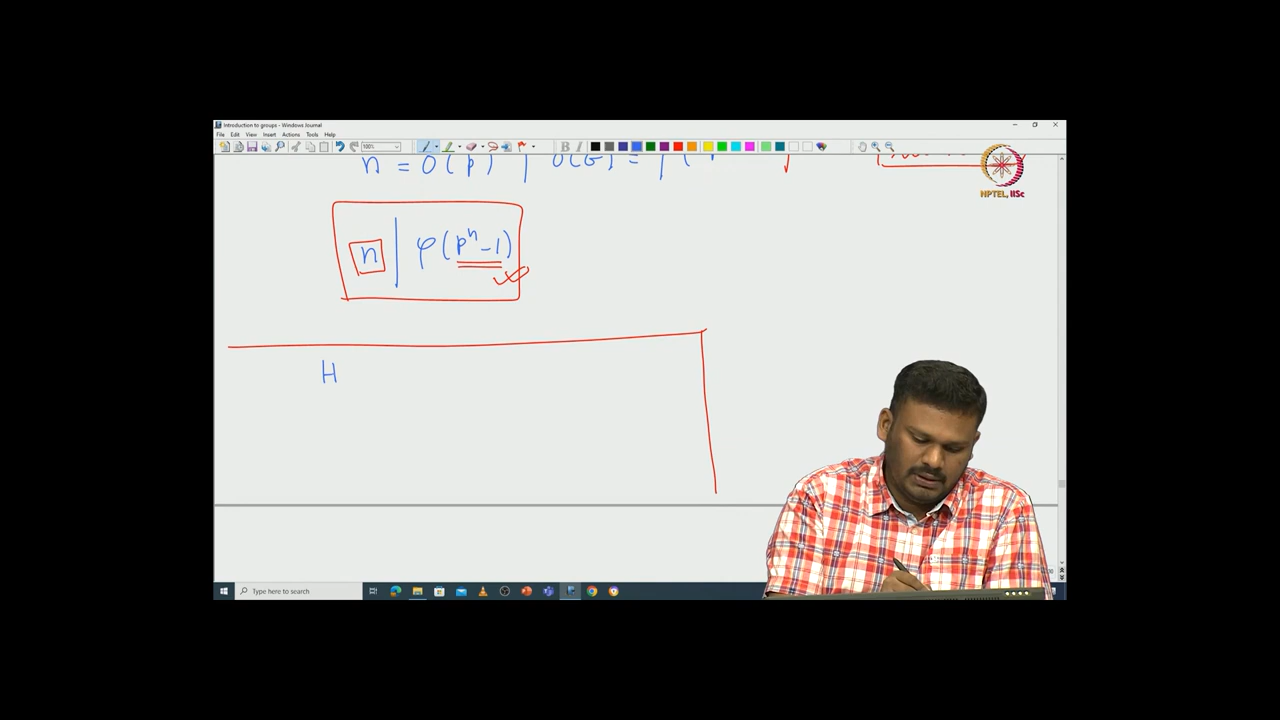 Introduction to groups - Windows Journal
File Edit View Insert Actions Tools Help
100%
n = O(p) | O(G) =
NPTEL, IISc
n | φ(pⁿ-1)
H
Type here to search